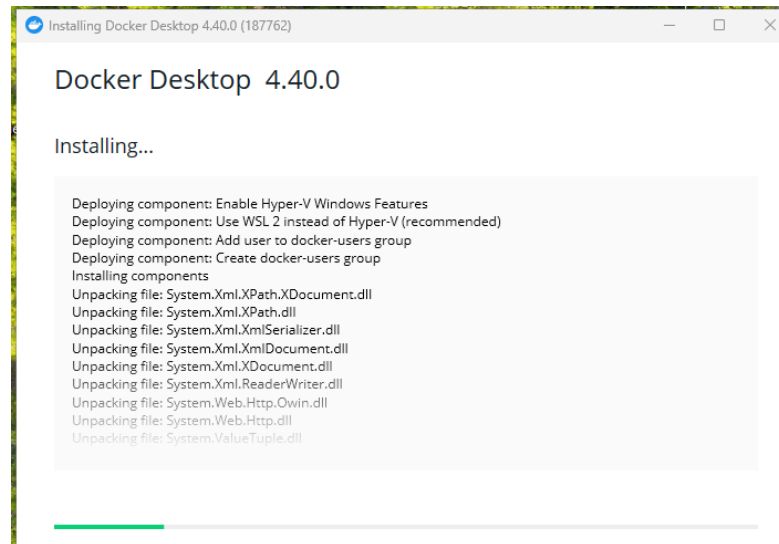 Installing Docker Desktop 4.40.0 (187762)
Docker Desktop 4.40.0
Installing...
Deploying component: Enable Hyper-V Windows Features
Deploying component: Use WSL 2 instead of Hyper-V (recommended)
Deploying component: Add user to docker-users group
Deploying component: Create docker-users group
Installing components
Unpacking file: System.Xml.XPath.XDocument.dll
Unpacking file: System.Xml.XPath.dll
Unpacking file: System.Xml.XmlSerializer.dll
Unpacking file: System.Xml.XmlDocument.dll
Unpacking file: System.Xml.XDocument.dll
Unpacking file: System.Xml.ReaderWriter.dll
Unpacking file: System.Web.Http.Owin.dll
Unpacking file: System.Web.Http.dll
Unpacking file: System.ValueTuple.dll